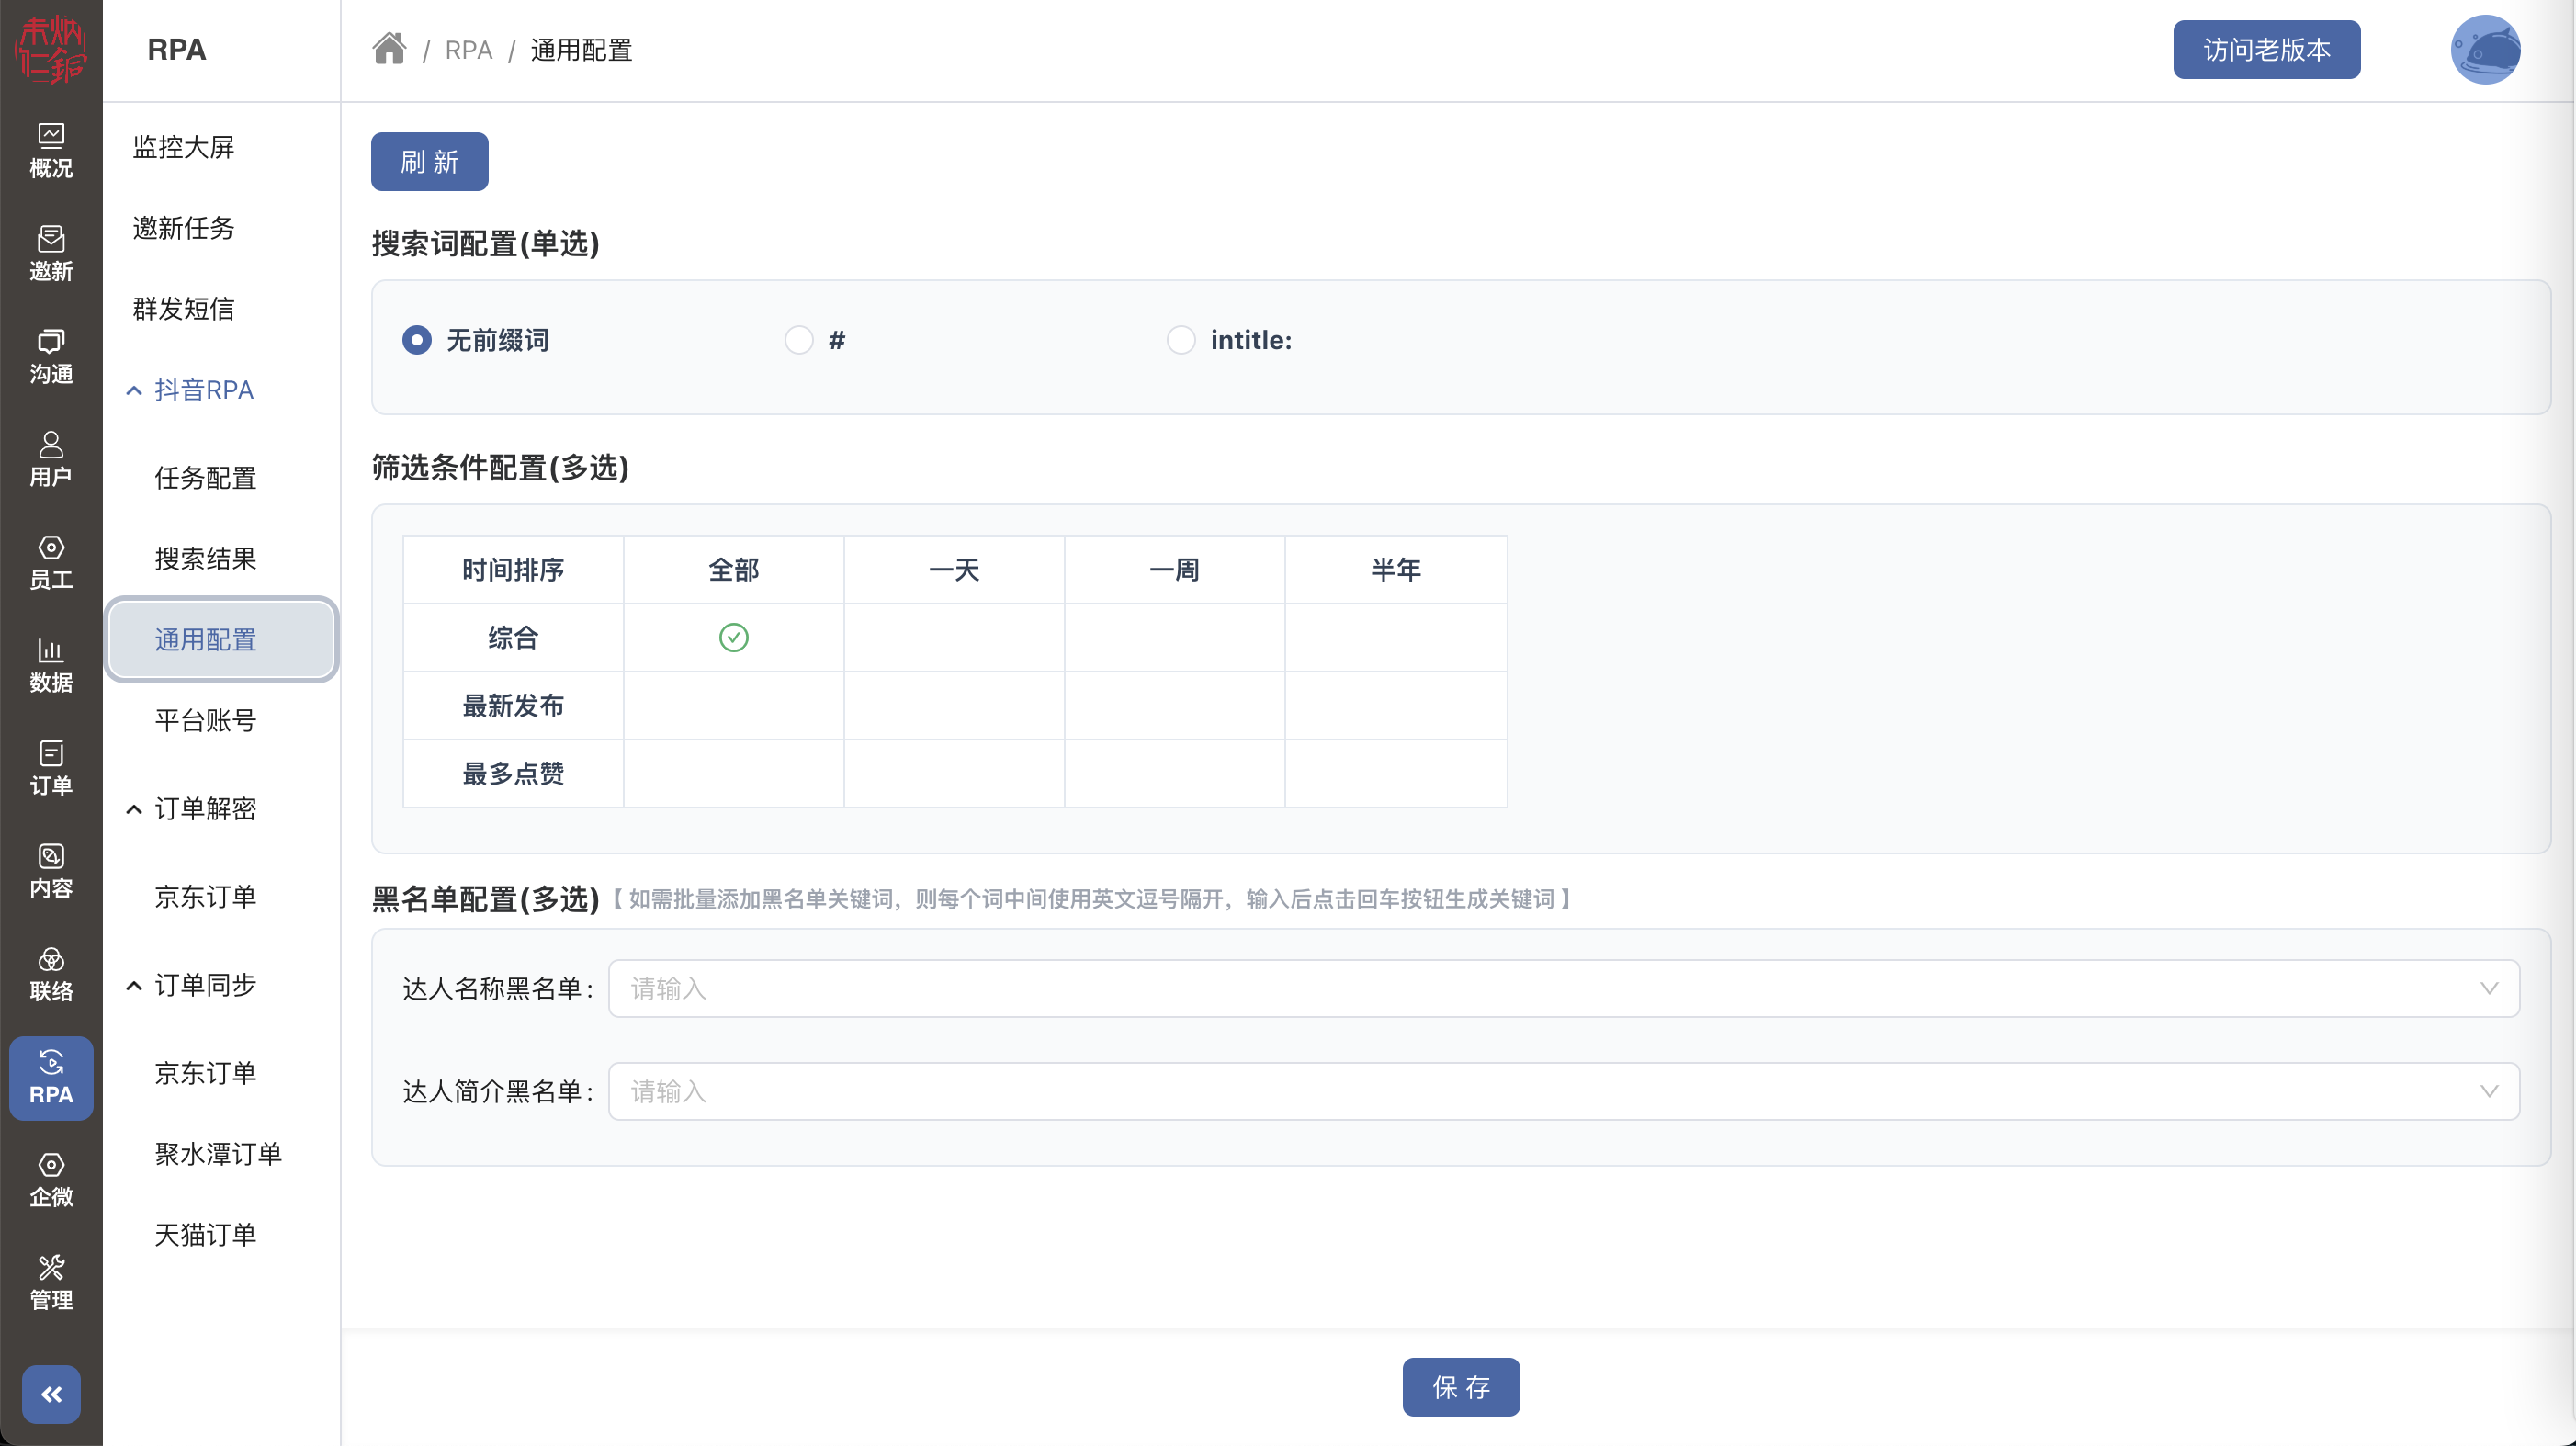 RPA
/ RPA / 通用配置
访问老版本
概况
邀新
沟通
用户
员工
数据
订单
内容
联络
RPA
企微
管理
监控大屏
邀新任务
群发短信
抖音RPA
任务配置
搜索结果
通用配置
平台账号
订单解密
京东订单
订单同步
京东订单
聚水潭订单
天猫订单
刷 新
搜索词配置(单选)
无前缀词 # intitle:
筛选条件配置(多选)
时间排序 全部 一天 一周 半年
综合
最新发布
最多点赞
黑名单配置(多选)【 如需批量添加黑名单关键词，则每个词中间使用英文逗号隔开，输入后点击回车按钮生成关键词 】
达人名称黑名单 : 请输入
达人简介黑名单 : 请输入
保 存